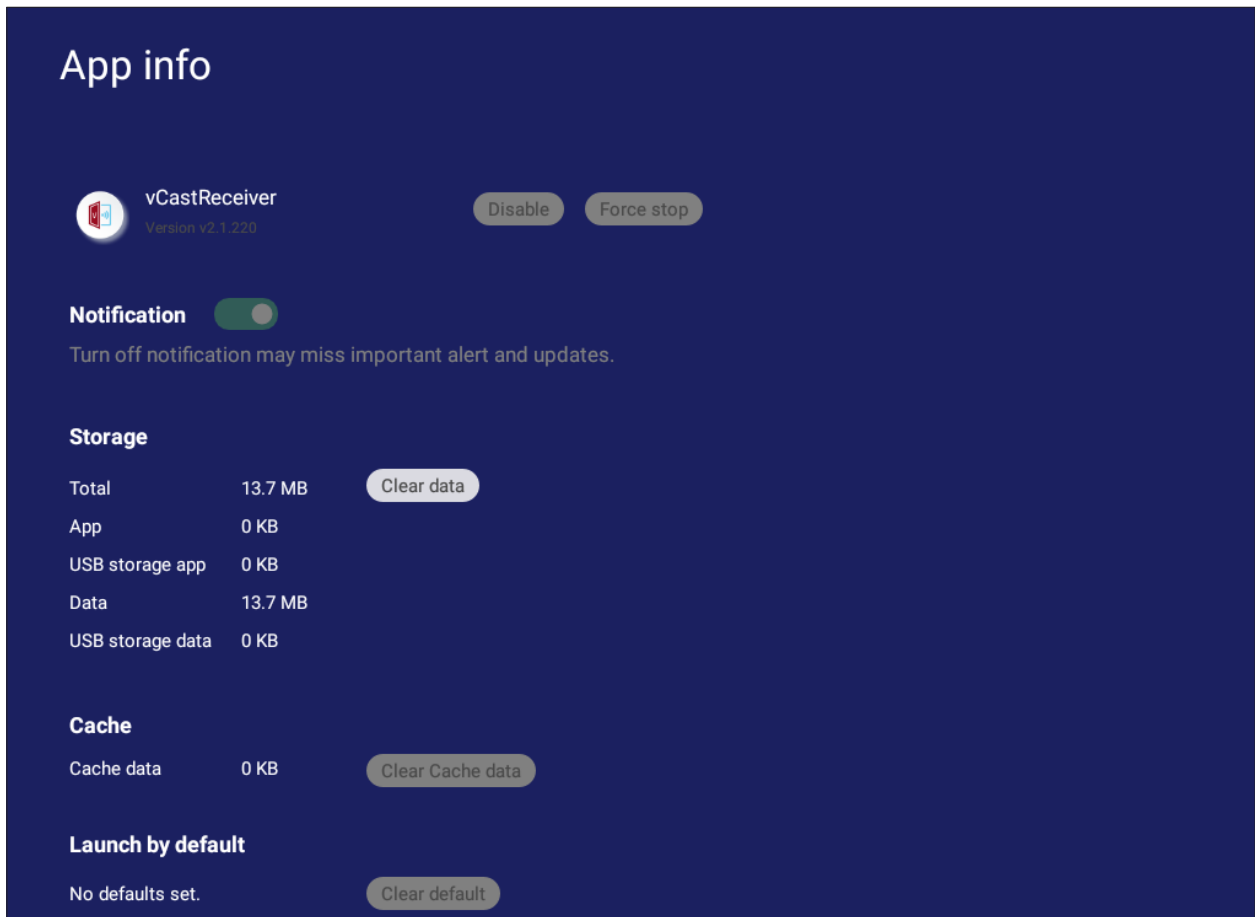 App info
vCastReceiver
Version v2.1.220
Disable
Force stop
Notification
Turn off notification may miss important alert and updates.
Storage
Total 13.7 MB Clear data
App 0 KB
USB storage app 0 KB
Data 13.7 MB
USB storage data 0 KB
Cache
Cache data 0 KB Clear Cache data
Launch by default
No defaults set. Clear default